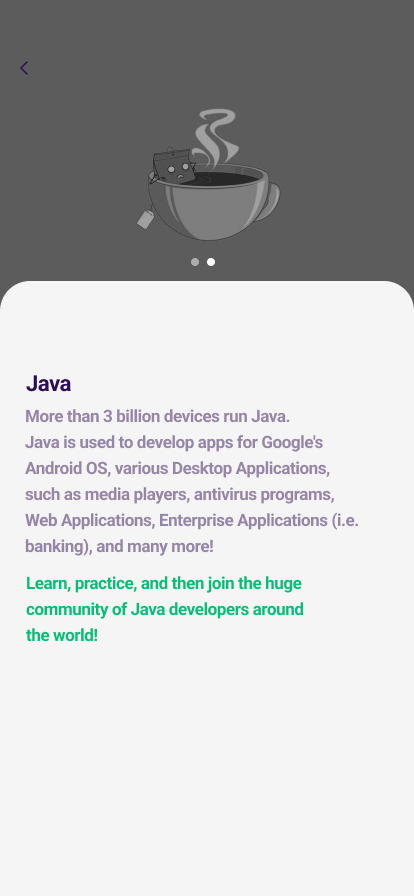 Java
More than 3 billion devices run Java.
Java is used to develop apps for Google's
Android OS, various Desktop Applications,
such as media players, antivirus programs,
Web Applications, Enterprise Applications (i.e.
banking), and many more!
Learn, practice, and then join the huge
community of Java developers around
the world!